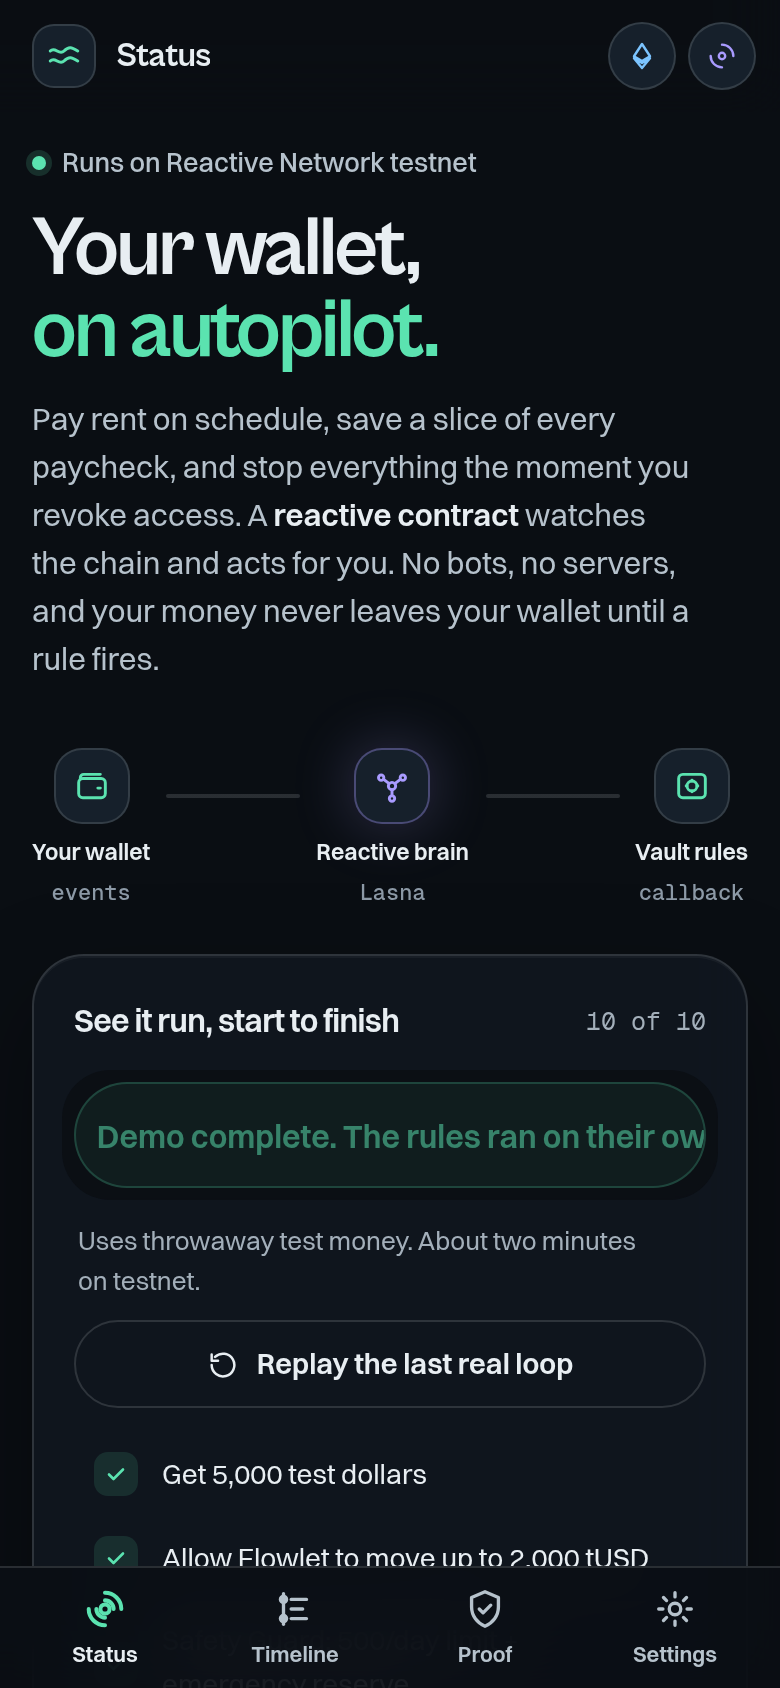 Status
Runs on Reactive Network testnet
Your wallet,
on autopilot.
Pay rent on schedule, save a slice of every
paycheck, and stop everything the moment you
revoke access. A reactive contract watches
the chain and acts for you. No bots, no servers,
and your money never leaves your wallet until a
rule fires.
Your wallet
events
Reactive brain
Lasna
Vault rules
callback
See it run, start to finish
10 of 10
Demo complete. The rules ran on their ow
Uses throwaway test money. About two minutes
on testnet.
Replay the last real loop
Get 5,000 test dollars
Allow Flowlet to move up to 2,000 tUSD
emergency reserve
Status
Timeline
Proof
Settings